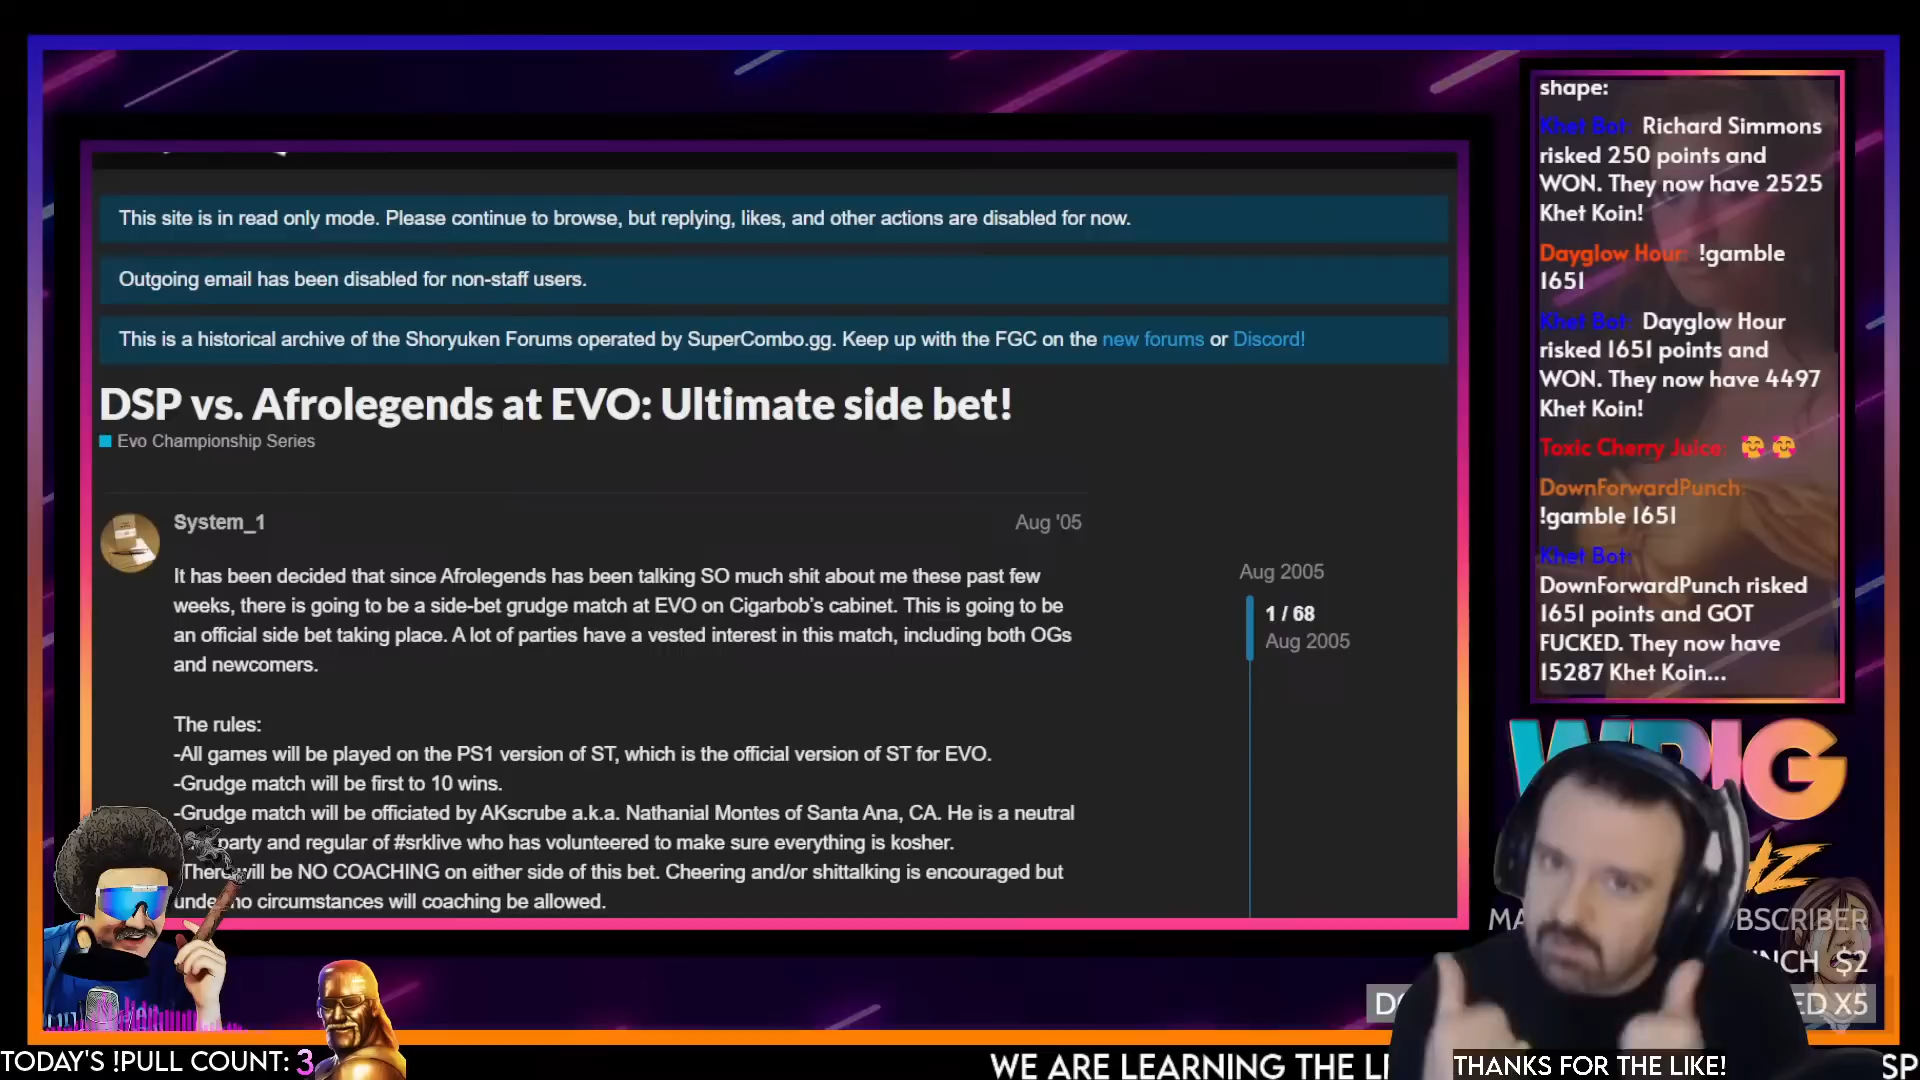 This site is in read only mode. Please continue to browse, but replying, likes, and other actions are disabled for now.
Outgoing email has been disabled for non-staff users.
This is a historical archive of the Shoryuken Forums operated by SuperCombo.gg. Keep up with the FGC on the new forums or Discord!
DSP vs. Afrolegends at EVO: Ultimate side bet!
Evo Championship Series
System_1
Aug '05
It has been decided that since Afrolegends has been talking SO much shit about me these past few
weeks, there is going to be a side-bet grudge match at EVO on Cigarbob's cabinet. This is going to be
an official side bet taking place. A lot of parties have a vested interest in this match, including both OGs
and newcomers.
The rules:
-All games will be played on the PS1 version of ST, which is the official version of ST for EVO.
-Grudge match will be first to 10 wins.
-Grudge match will be officiated by AKscrube a.k.a. Nathanial Montes of Santa Ana, CA. He is a neutral
party and regular of #srklive who has volunteered to make sure everything is kosher.
There will be NO COACHING on either side of this bet. Cheering and/or shittalking is encouraged but
under no circumstances will coaching be allowed.
Aug 2005
1 / 68
Aug 2005
shape:
Khet Bot: Richard Simmons
risked 250 points and
WON. They now have 2525
Khet Koin!
Dayglow Hour: !gamble
1651
Khet Bot: Dayglow Hour
risked 1651 points and
WON. They now have 4497
Khet Koin!
Toxic Cherry Juice: 🥰🥰
DownForwardPunch:
!gamble 1651
Khet Bot:
DownForwardPunch risked
1651 points and GOT
FUCKED. They now have
15287 Khet Koin...
$2
X5
TODAY'S !PULL COUNT: 3
WE ARE LEARNING THE
THANKS FOR THE LIKE!